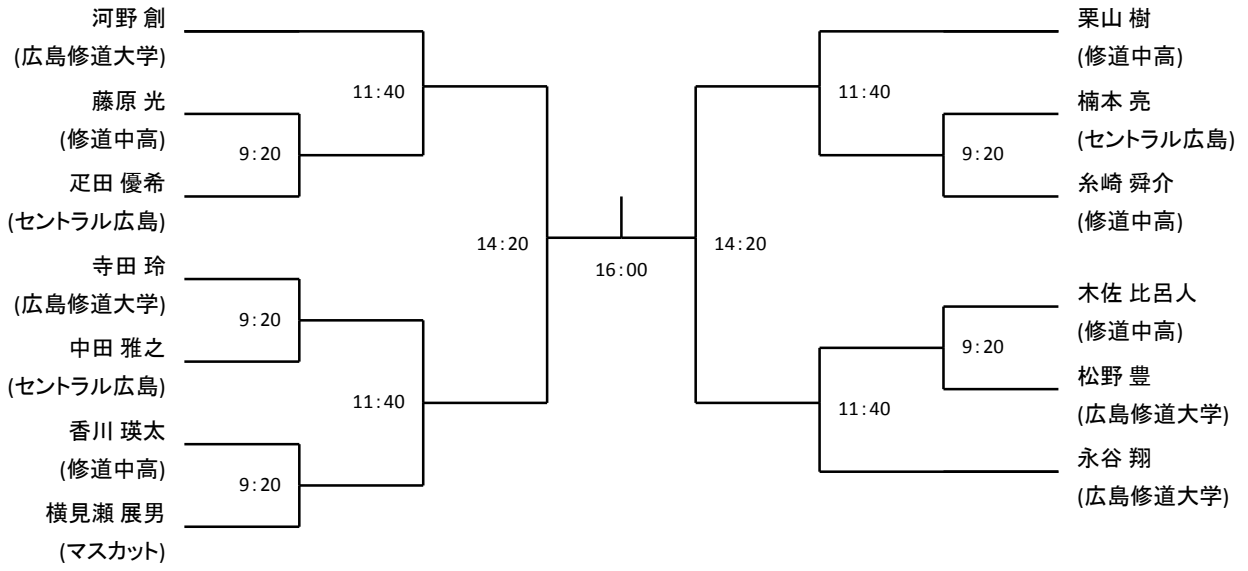 河野 創
(広島修道大学)
11:40
藤原 光
(修道中高)
9:20
疋田 優希
(セントラル広島)
14:20
寺田 玲
(広島修道大学)
9:20
中田 雅之
(セントラル広島)
11:40
香川 瑛太
(修道中高)
9:20
横見瀬 展男
(マスカット)
16:00
栗山 樹
(修道中高)
11:40
楠本 亮
(セントラル広島)
9:20
糸崎 舜介
(修道中高)
14:20
木佐 比呂人
(修道中高)
9:20
松野 豊
(広島修道大学)
11:40
永谷 翔
(広島修道大学)